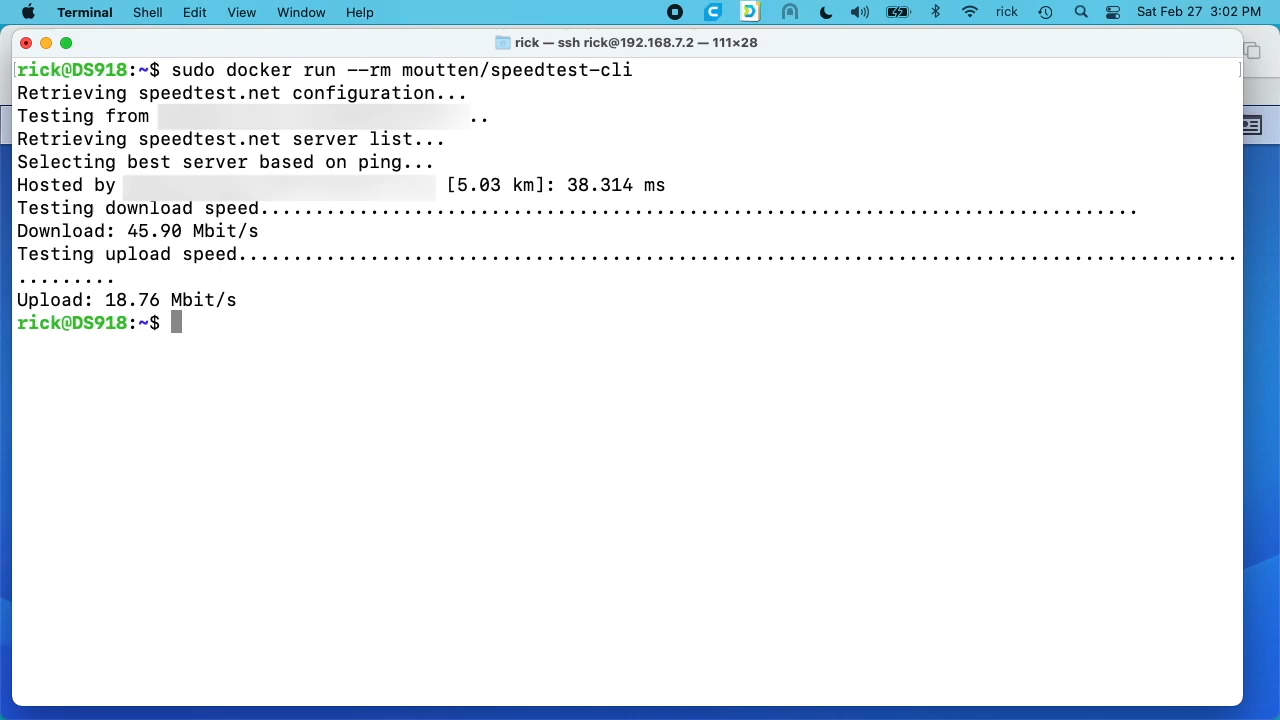 Terminal Shell Edit View Window Help rick Sat Feb 27 3:02 PM
rick — ssh rick@192.168.7.2 — 111×28
rick@DS918:~$ sudo docker run --rm moutten/speedtest-cli
Retrieving speedtest.net configuration...
Testing from ..
Retrieving speedtest.net server list...
Selecting best server based on ping...
Hosted by [5.03 km]: 38.314 ms
Testing download speed................................................................................
Download: 45.90 Mbit/s
Testing upload speed...........................................................................................
.........
Upload: 18.76 Mbit/s
rick@DS918:~$